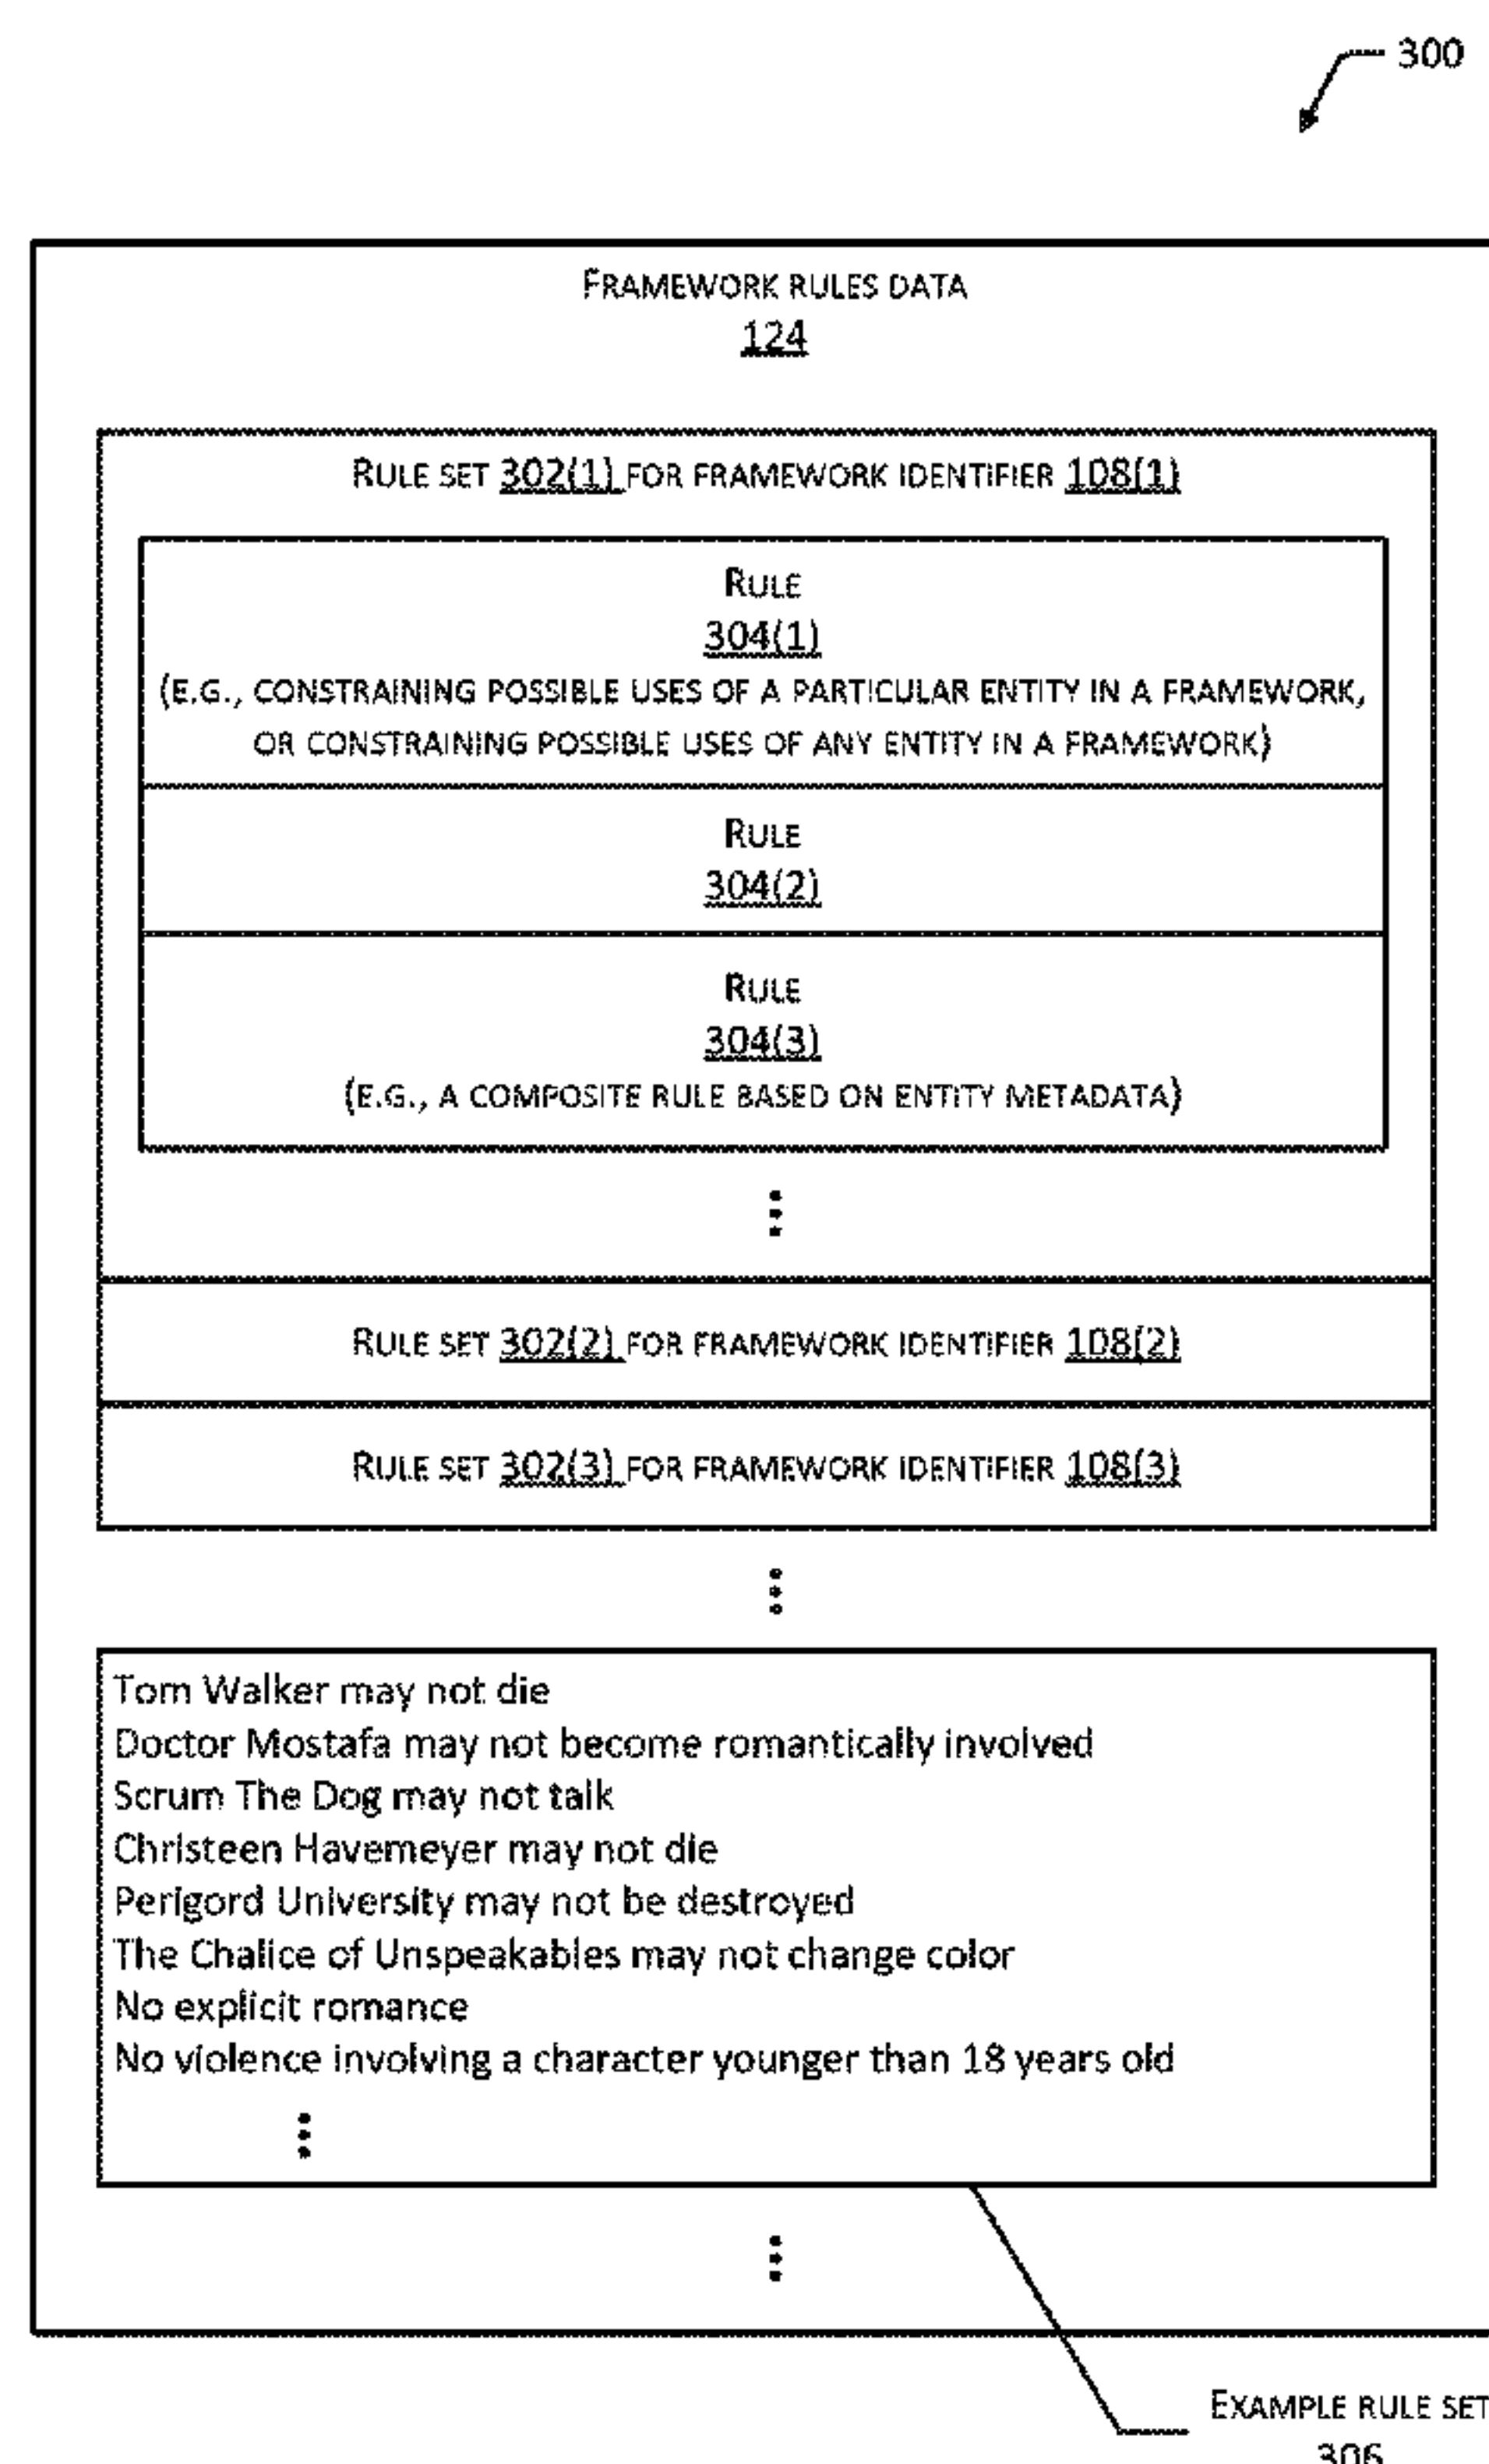 300
FRAMEWORK RULES DATA
124
RULE SET 302(1) FOR FRAMEWORK IDENTIFIER 108(1)
RULE
304(1)
(E.G., CONSTRAINING POSSIBLE USES OF A PARTICULAR ENTITY IN A FRAMEWORK,
OR CONSTRAINING POSSIBLE USES OF ANY ENTITY IN A FRAMEWORK)
RULE
304(2)
RULE
304(3)
(E.G., A COMPOSITE RULE BASED ON ENTITY METADATA)
RULE SET 302(2) FOR FRAMEWORK IDENTIFIER 108(2)
RULE SET 302(3) FOR FRAMEWORK IDENTIFIER 108(3)
Tom Walker may not die
Doctor Mostafa may not become romantically involved
Scrum The Dog may not talk
Christeen Havemeyer may not die
Perigord University may not be destroyed
The Chalice of Unspeakables may not change color
No explicit romance
No violence involving a character younger than 18 years old
EXAMPLE RULE SET
306